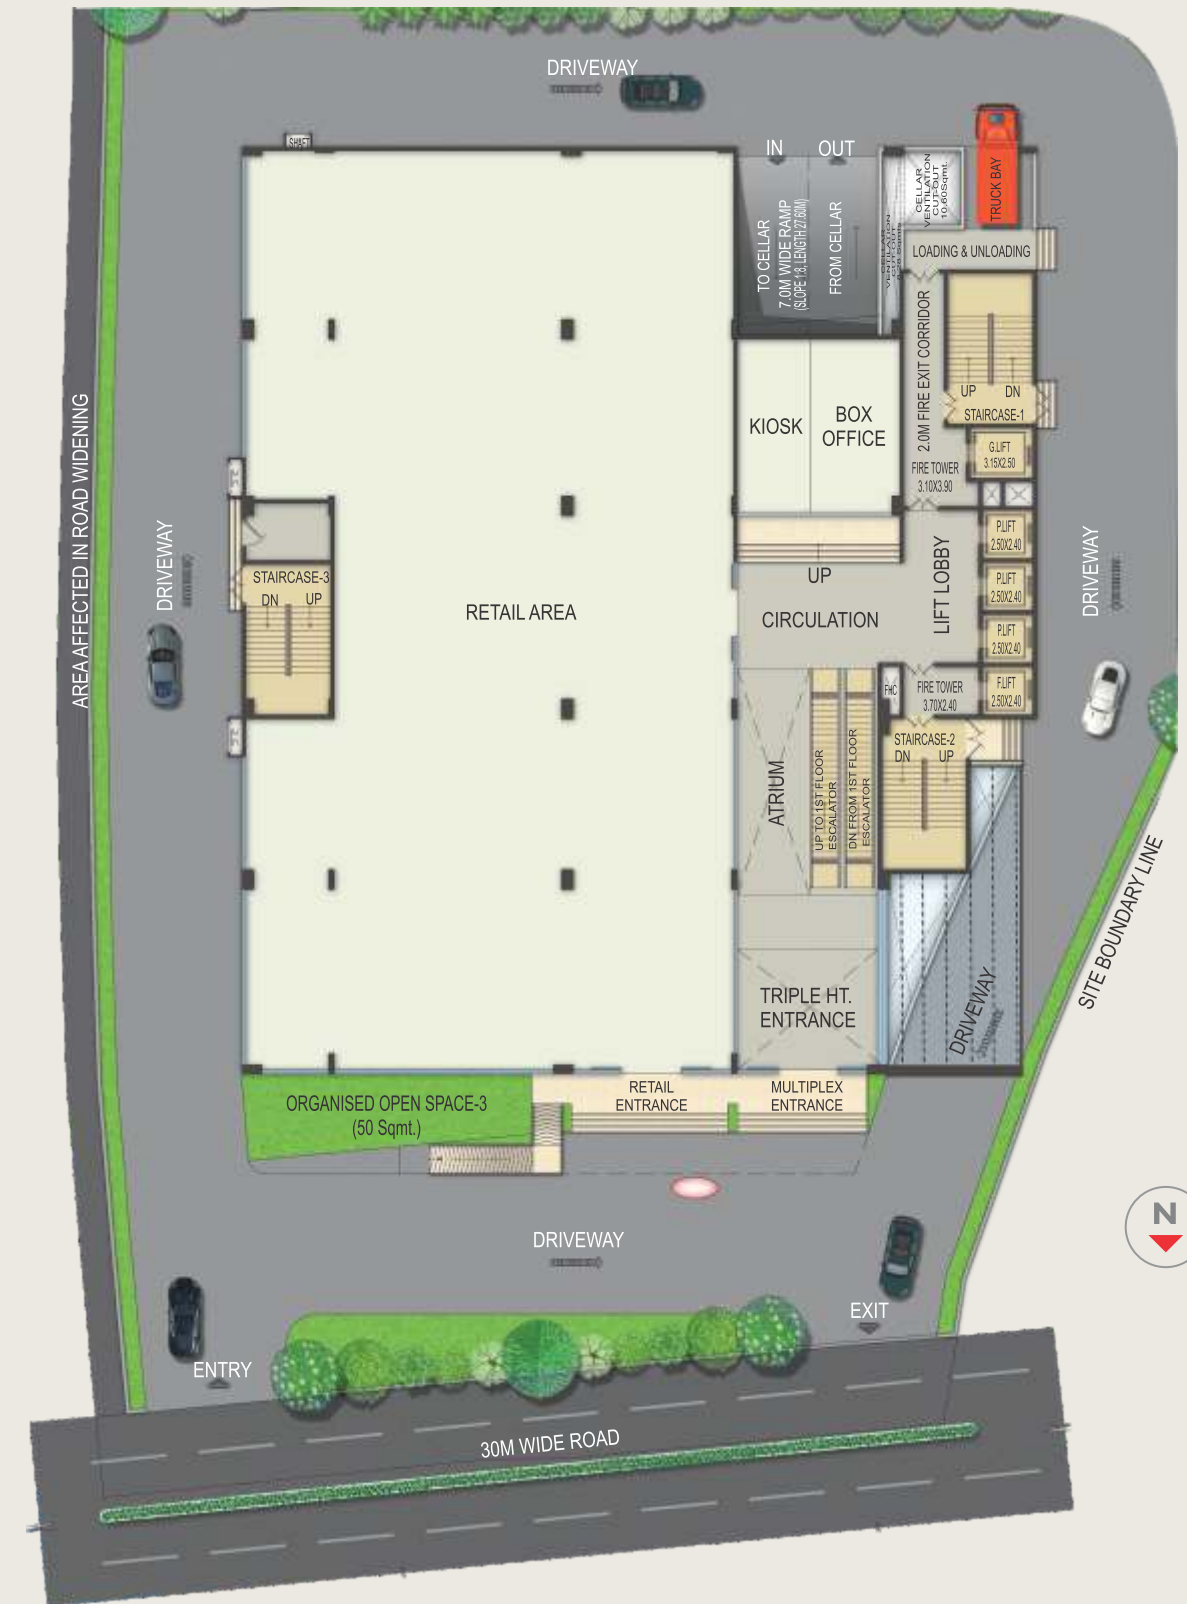 DRIVEWAY
SHAFT
IN
OUT
TO CELLAR
7.0M WIDE RAMP
(SLOPE 1:8, LENGTH 27.60M)
FROM CELLAR
CELLAR
VENTILATION
CUT-OUT
CELLAR
VENTILATION
CUT-OUT
10.60Sqmt.
TRUCK BAY
LOADING & UNLOADING
2.0M FIRE EXIT CORRIDOR
UP
DN
STAIRCASE-1
KIOSK
BOX
OFFICE
G.LIFT
3.15X2.50
FIRE TOWER
3.10X3.90
AREA AFFECTED IN ROAD WIDENING
DRIVEWAY
STAIRCASE-3
DN
UP
RETAIL AREA
UP
CIRCULATION
LIFT LOBBY
P.LIFT
2.50X2.40
P.LIFT
2.50X2.40
P.LIFT
2.50X2.40
F.LIFT
2.50X2.40
DRIVEWAY
FHC
FIRE TOWER
3.70X2.40
STAIRCASE-2
DN
UP
ATRIUM
UP TO 1ST FLOOR
ESCALATOR
DN FROM 1ST FLOOR
ESCALATOR
SITE BOUNDARY LINE
TRIPLE HT.
ENTRANCE
DRIVEWAY
ORGANISED OPEN SPACE-3
(50 Sqmt.)
RETAIL
ENTRANCE
MULTIPLEX
ENTRANCE
N
DRIVEWAY
EXIT
ENTRY
30M WIDE ROAD